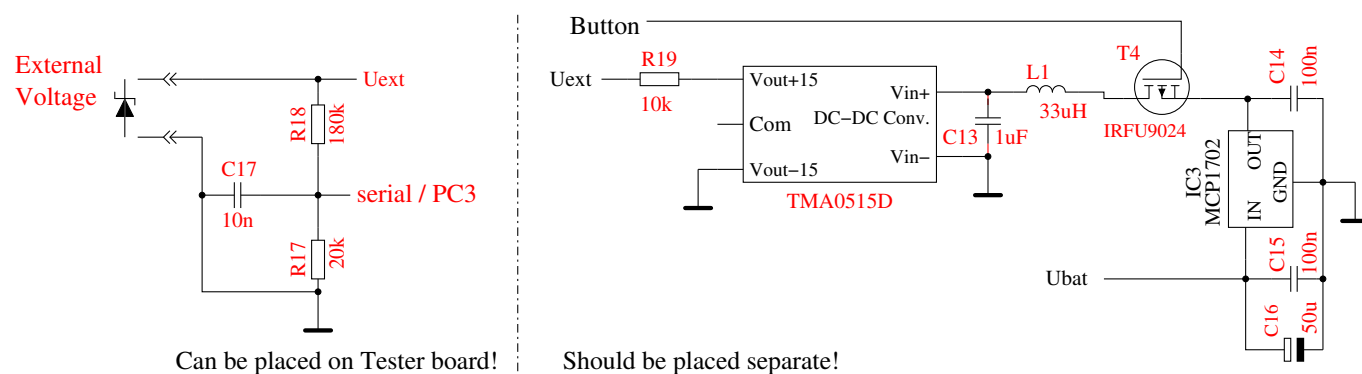 External
Voltage
Uext
R18
180k
C17
10n
serial / PC3
R17
20k
Can be placed on Tester board!
Button
Uext
R19
10k
Vout+15
Com
Vout−15
Vin+
DC−DC Conv.
Vin−
TMA0515D
C13
1uF
L1
33uH
T4
IRFU9024
C14
100n
IC3
MCP1702
OUT
GND
IN
C15
100n
Ubat
C16
50u
Should be placed separate!